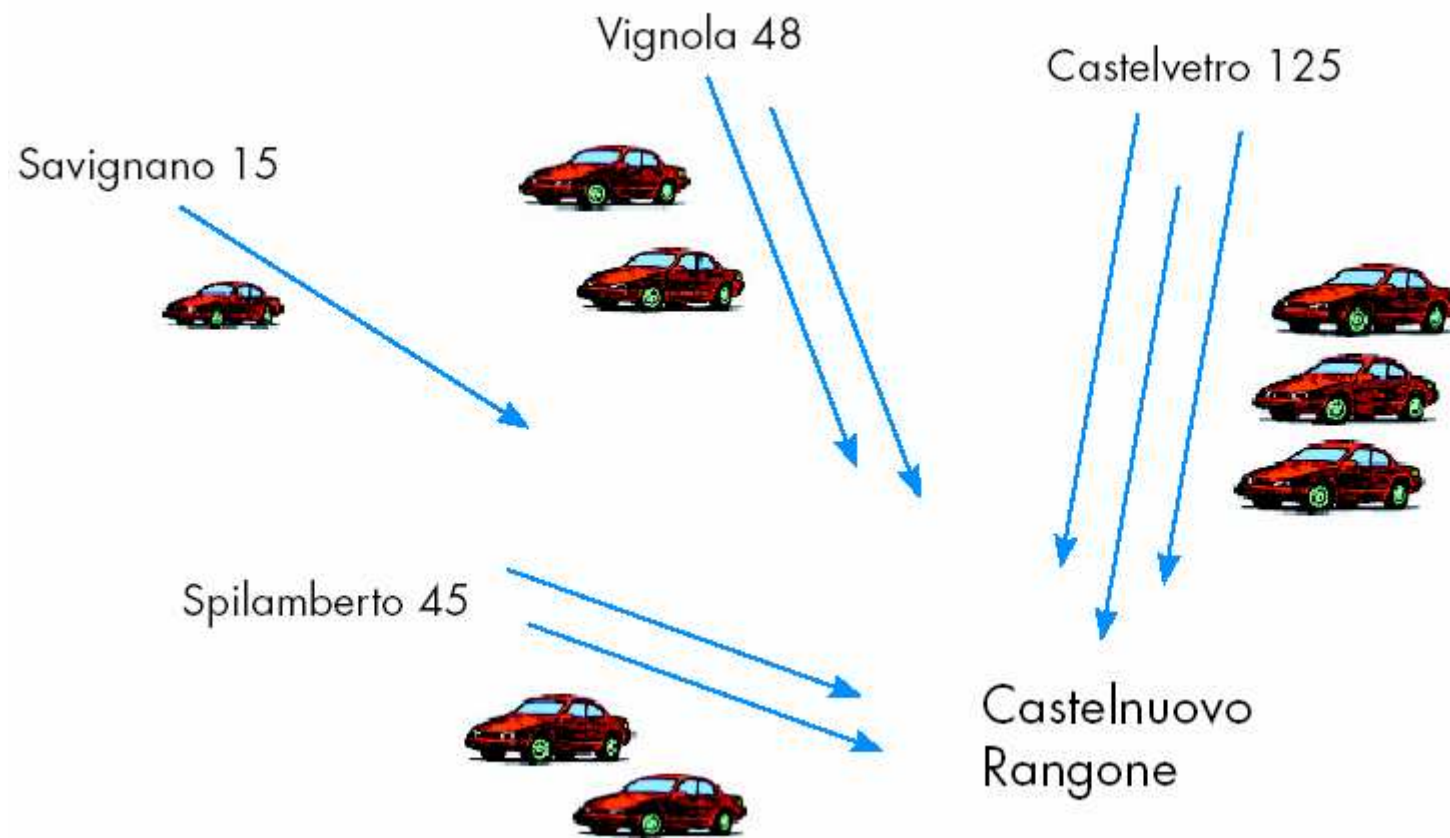 Vignola 48
Castelvetro 125
Savignano 15
Spilamberto 45
Castelnuovo
Rangone